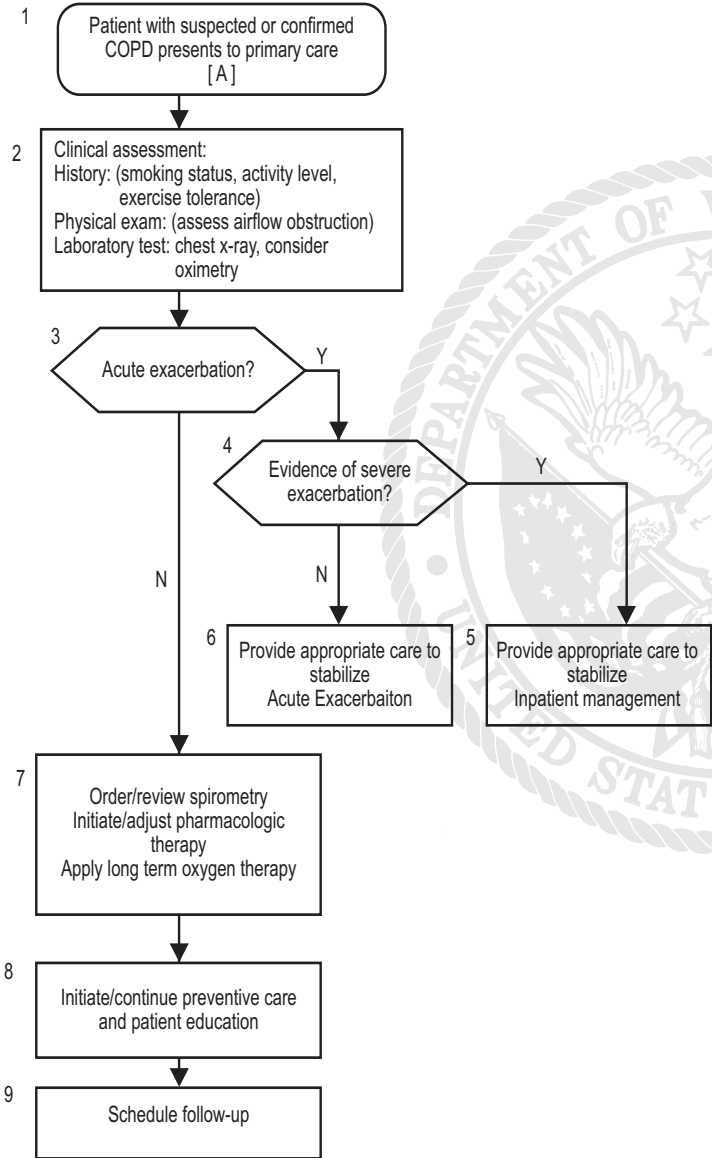 1
Patient with suspected or confirmed
COPD presents to primary care
[ A ]
2
Clinical assessment:
History: (smoking status, activity level,
exercise tolerance)
Physical exam: (assess airflow obstruction)
Laboratory test: chest x-ray, consider
oximetry
3
Acute exacerbation?
Y
4
Evidence of severe
exacerbation?
Y
N
N
6
Provide appropriate care to
stabilize
Acute Exacerbaiton
5
Provide appropriate care to
stabilize
Inpatient management
7
Order/review spirometry
Initiate/adjust pharmacologic
therapy
Apply long term oxygen therapy
8
Initiate/continue preventive care
and patient education
9
Schedule follow-up
DEPARTMENT OF
UNITED STAT